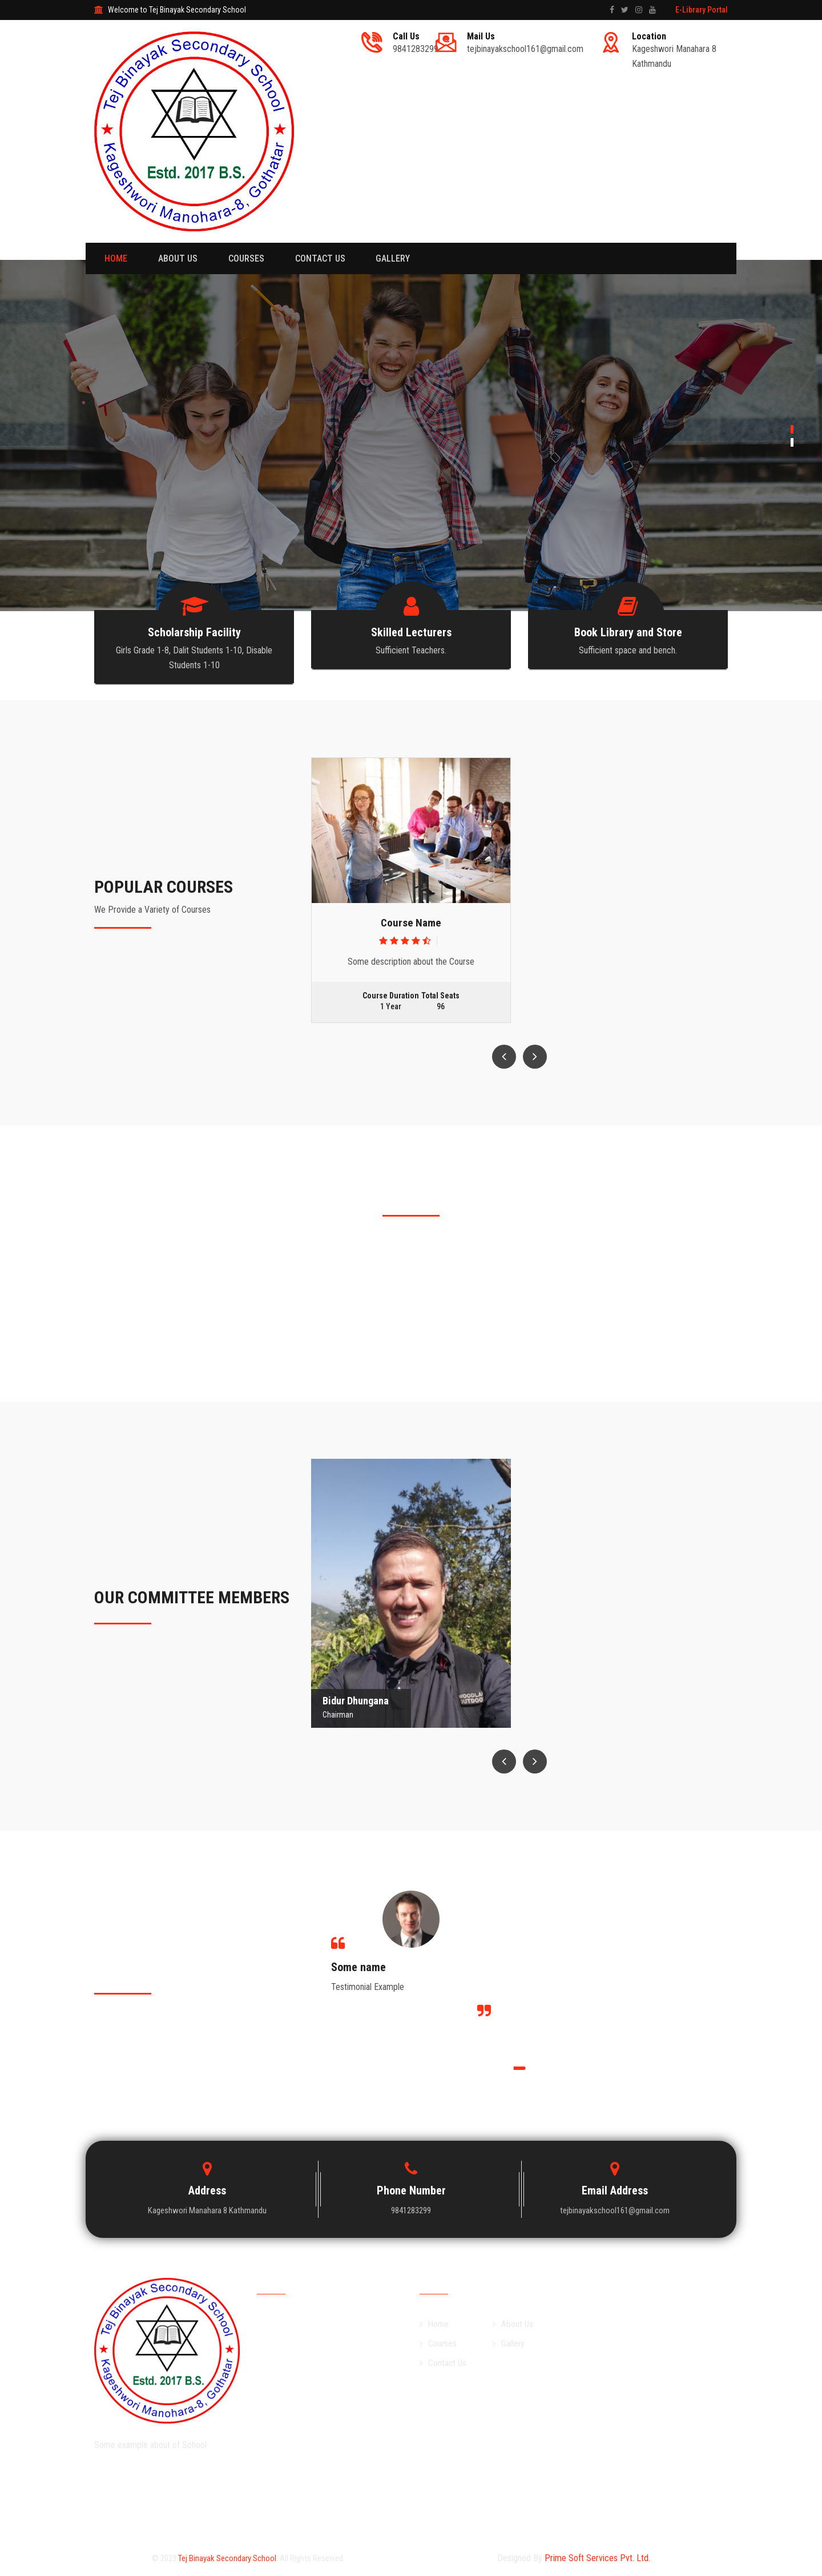 Welcome to Tej Binayak Secondary School
E-Library Portal
Tej Binayak Secondary School
Estd. 2017 B.S.
Kageshwori Manohara-8, Gothatar
Call Us
9841283299
Mail Us
tejbinayakschool161@gmail.com
Location
Kageshwori Manahara 8
Kathmandu
HOME
ABOUT US
COURSES
CONTACT US
GALLERY
Scholarship Facility
Girls Grade 1-8, Dalit Students 1-10, Disable
Students 1-10
Skilled Lecturers
Sufficient Teachers.
Book Library and Store
Sufficient space and bench.
POPULAR COURSES
We Provide a Variety of Courses
Course Name
Some description about the Course
Course Duration Total Seats
1 Year 96
OUR COMMITTEE MEMBERS
Bidur Dhungana
Chairman
Some name
Testimonial Example
Address
Kageshwori Manahara 8 Kathmandu
Phone Number
9841283299
Email Address
tejbinayakschool161@gmail.com
Tej Binayak Secondary School
Estd. 2017 B.S.
Kageshwori Manohara-8, Gothatar
Some example about of School
Home
About Us
Courses
Gallery
Contact Us
© 2023 Tej Binayak Secondary School. All Rights Reserved.
Designed By Prime Soft Services Pvt. Ltd.